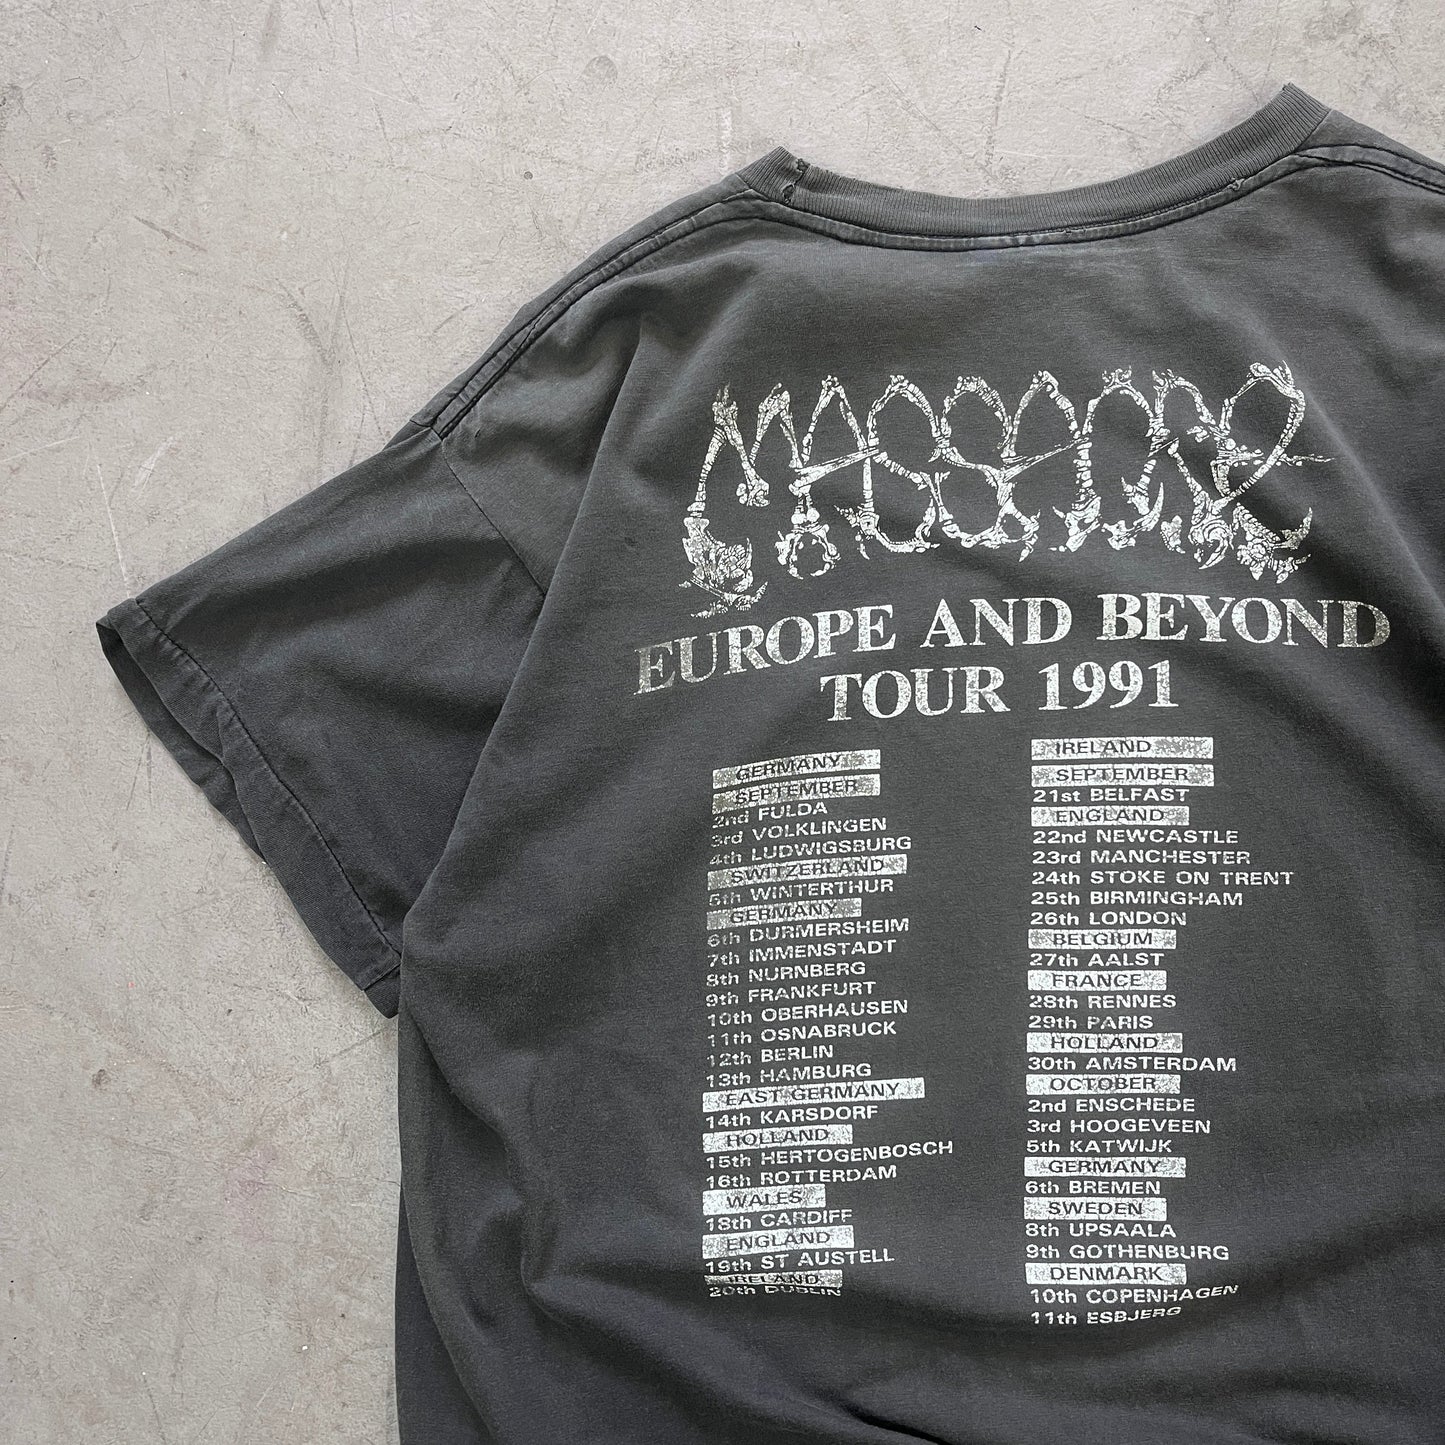 MASSACRE
EUROPE AND BEYOND
TOUR 1991
GERMANY
SEPTEMBER
2nd FULDA
3rd VOLKLINGEN
4th LUDWIGSBURG
SWITZERLAND
5th WINTERTHUR
GERMANY
6th DURMERSHEIM
7th IMMENSTADT
8th NURNBERG
9th FRANKFURT
10th OBERHAUSEN
11th OSNABRUCK
12th BERLIN
13th HAMBURG
EAST GERMANY
14th KARSDORF
HOLLAND
15th HERTOGENBOSCH
16th ROTTERDAM
WALES
18th CARDIFF
ENGLAND
19th ST AUSTELL
IRELAND
20th DUBLIN
IRELAND
SEPTEMBER
21st BELFAST
ENGLAND
22nd NEWCASTLE
23rd MANCHESTER
24th STOKE ON TRENT
25th BIRMINGHAM
26th LONDON
BELGIUM
27th AALST
FRANCE
28th RENNES
29th PARIS
HOLLAND
30th AMSTERDAM
OCTOBER
2nd ENSCHEDE
3rd HOOGEVEEN
5th KATWIJK
GERMANY
6th BREMEN
SWEDEN
8th UPSAALA
9th GOTHENBURG
DENMARK
10th COPENHAGEN
11th ESBJERG